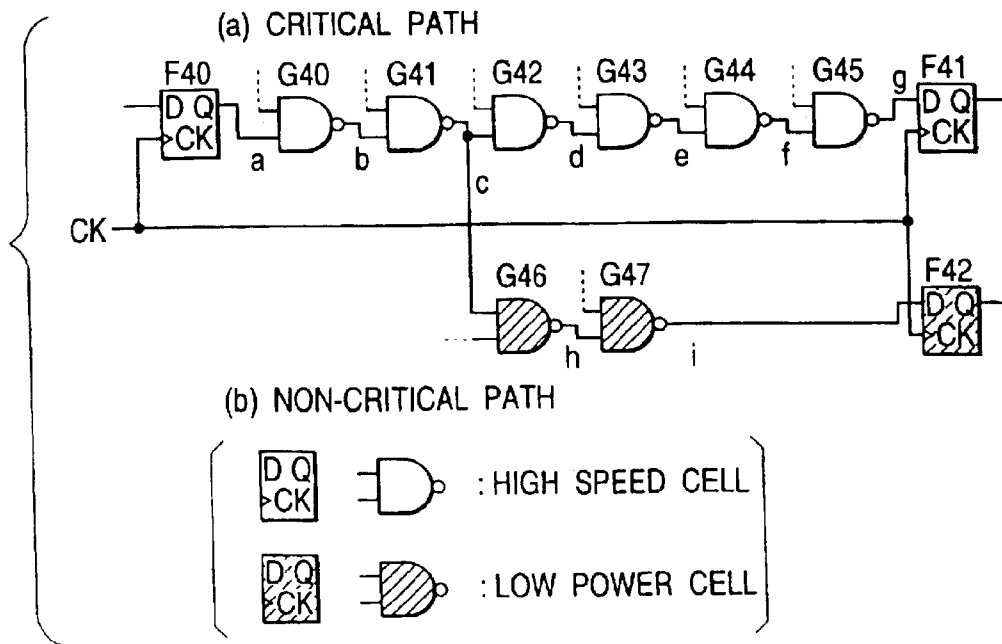 (a) CRITICAL PATH
F40 G40 G41 G42 G43 G44 G45 g F41
D Q D Q
CK CK
a b d e f
c
CK
G46 G47 F42
D Q
CK
h i
(b) NON-CRITICAL PATH
D Q
CK
: HIGH SPEED CELL
D Q
CK
: LOW POWER CELL